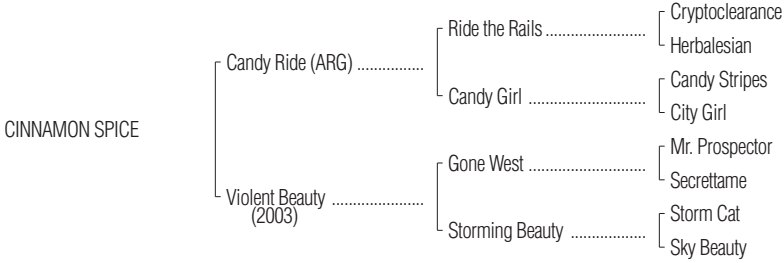 Cryptoclearance
Ride the Rails ..........................
Herbalesian
Candy Ride (ARG) .................
Candy Stripes
Candy Girl ..............................
City Girl
CINNAMON SPICE
Mr. Prospector
Gone West ..............................
Secrettame
Violent Beauty ........................
(2003)
Storm Cat
Storming Beauty ...................
Sky Beauty